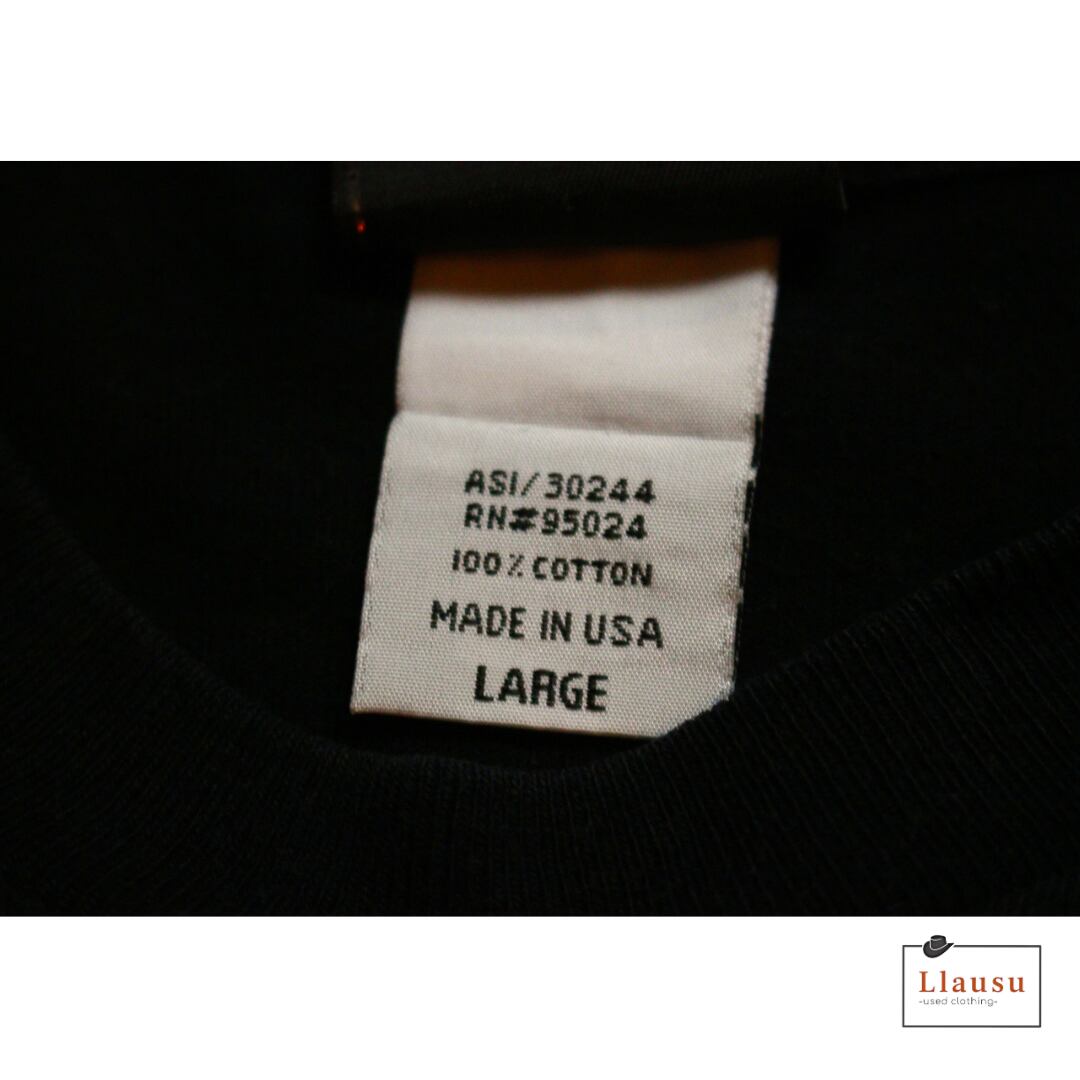 ASI/30244
RN#95024
100% COTTON
MADE IN USA
LARGE
Llausu
-used clothing-